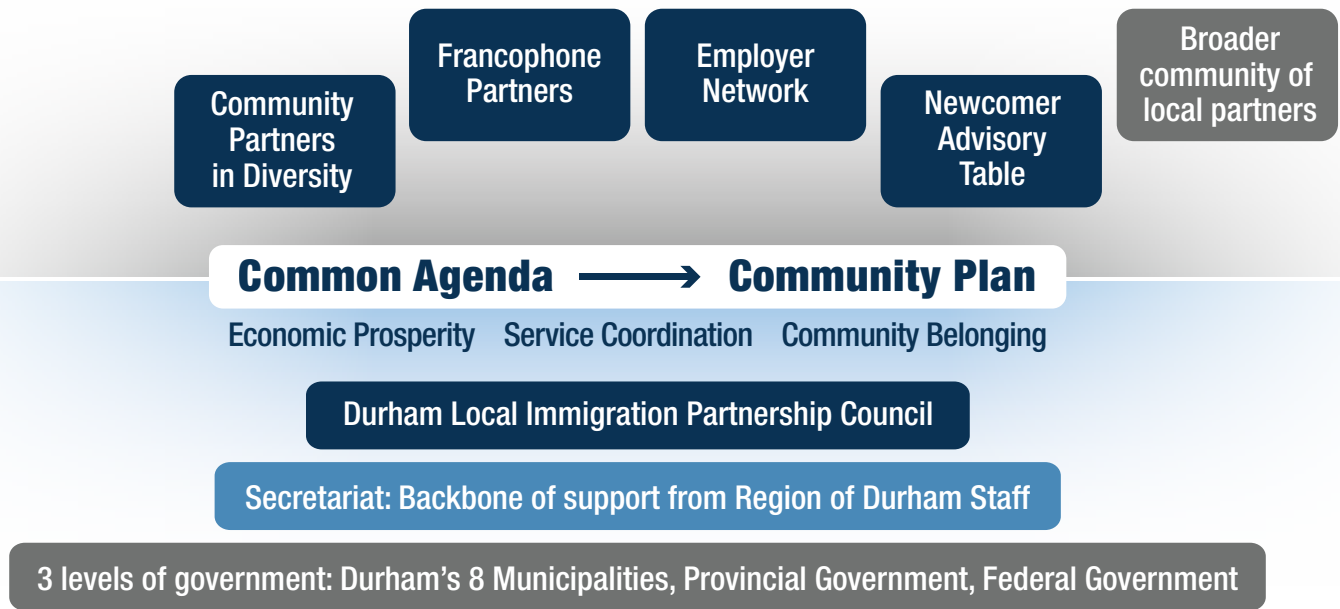 Community
Partners
in Diversity
Francophone
Partners
Employer
Network
Newcomer
Advisory
Table
Broader
community of
local partners
Common Agenda → Community Plan
Economic Prosperity Service Coordination Community Belonging
Durham Local Immigration Partnership Council
Secretariat: Backbone of support from Region of Durham Staff
3 levels of government: Durham’s 8 Municipalities, Provincial Government, Federal Government